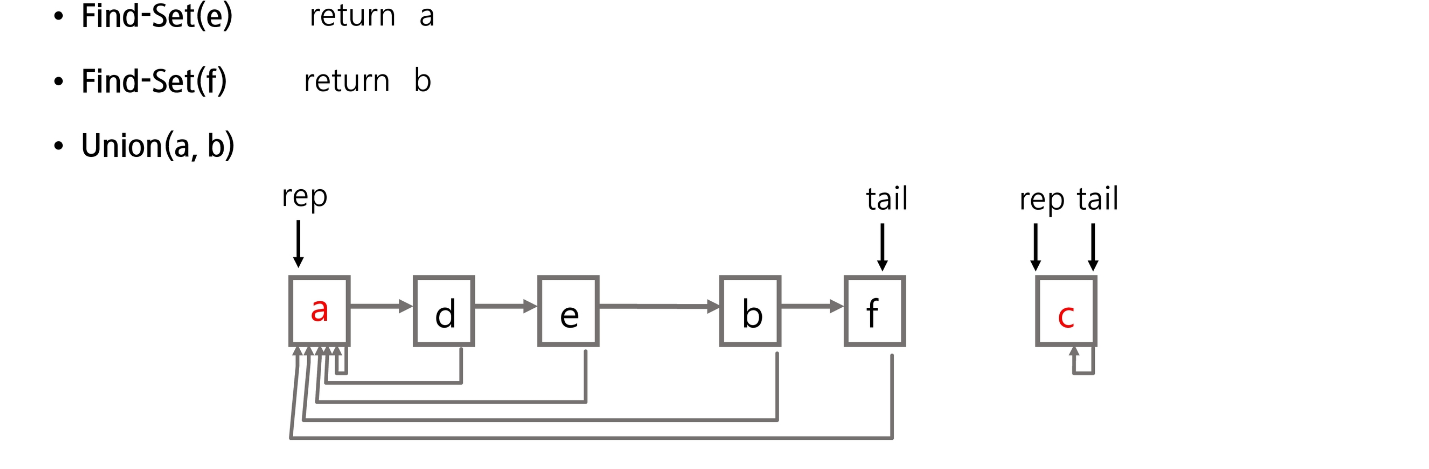 • Find-Set(e) return a
• Find-Set(f) return b
• Union(a, b)
rep tail rep tail
a d e b f c